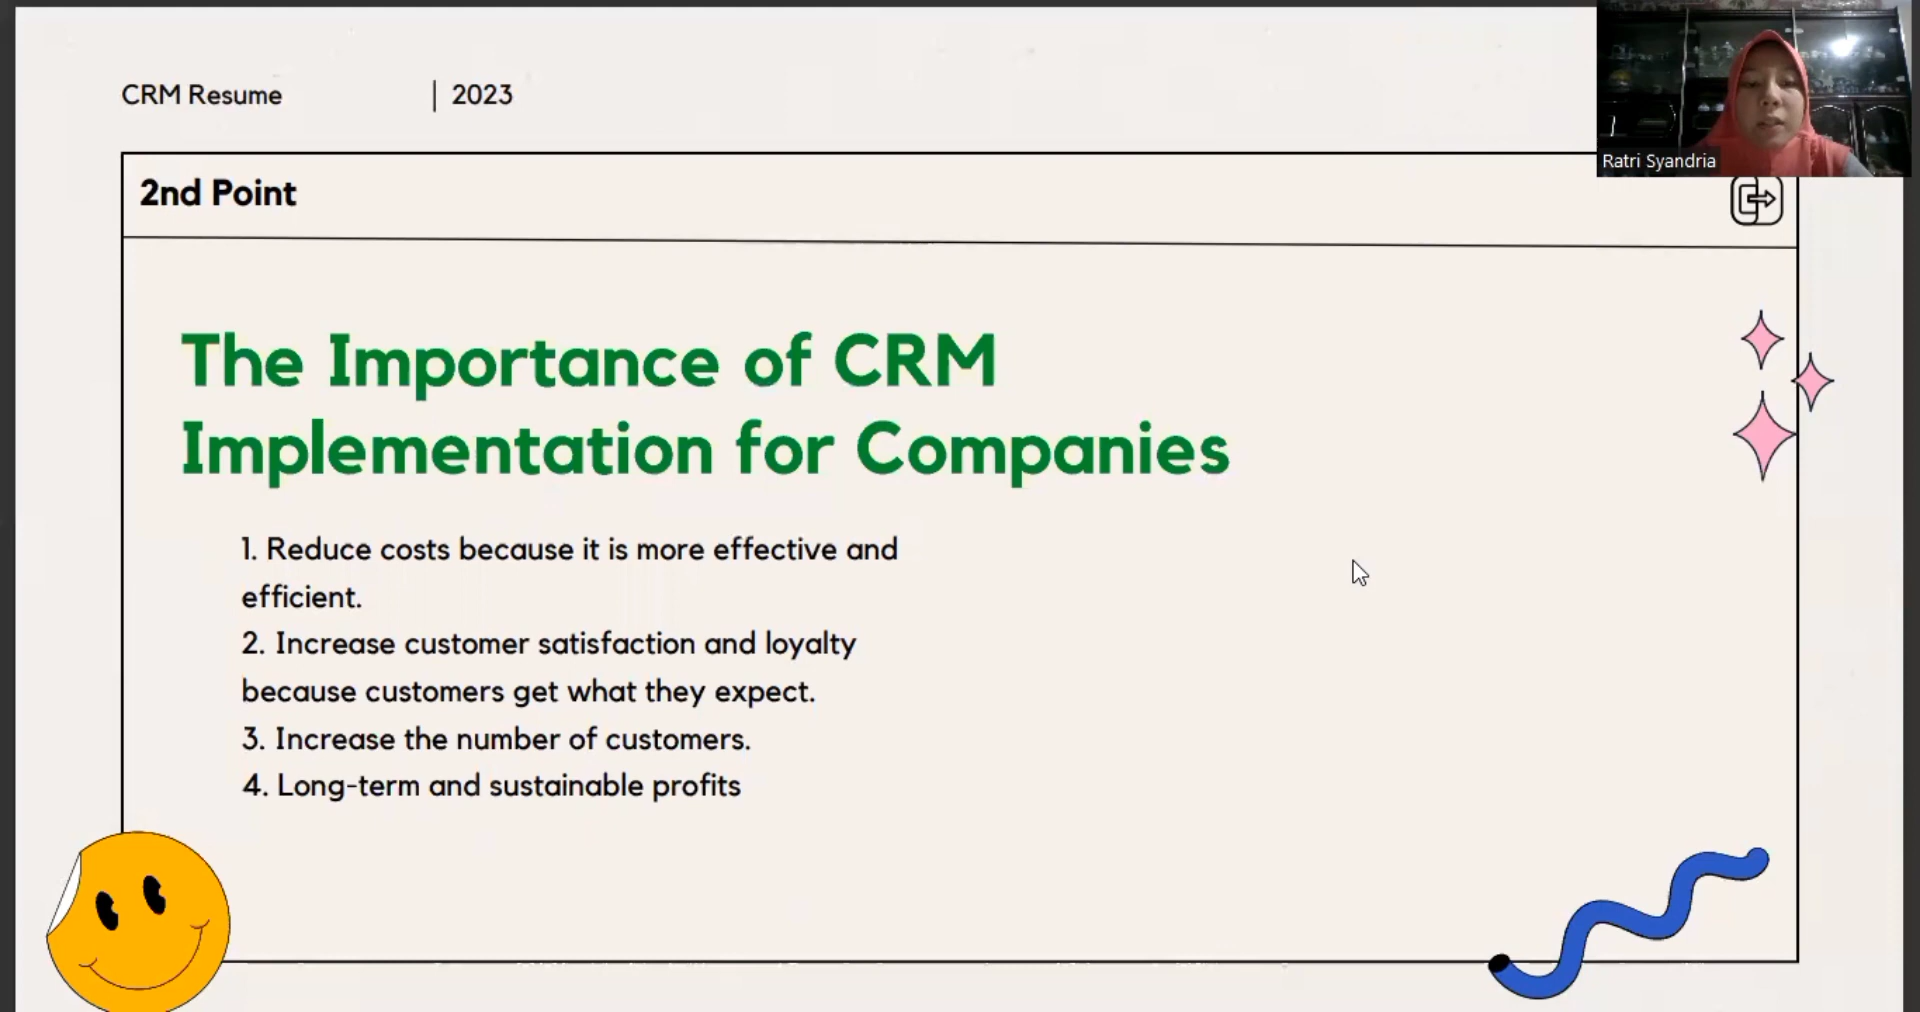 CRM Resume | 2023
Ratri Syandria
2nd Point
The Importance of CRM
Implementation for Companies
1. Reduce costs because it is more effective and
efficient.
2. Increase customer satisfaction and loyalty
because customers get what they expect.
3. Increase the number of customers.
4. Long-term and sustainable profits